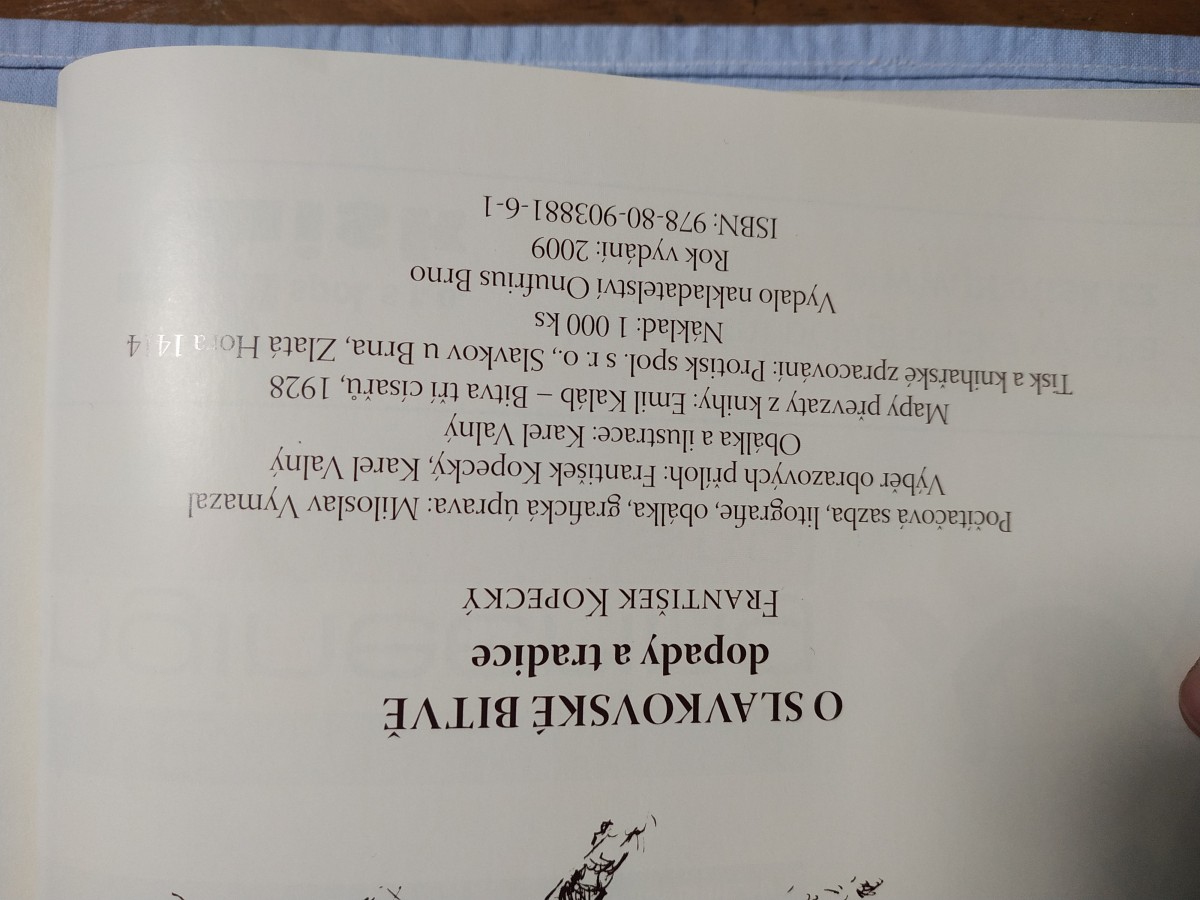 O SLAVKOVSKÉ BITVĚ
dopady a tradice
FRANTIŠEK KOPECKÝ
Počítačová sazba, litografie, obálka, grafická úprava: Miloslav Vymazal
Výběr obrazových příloh: František Kopecký, Karel Valný
Obálka a ilustrace: Karel Valný
Mapy převzaty z knihy: Emil Kaláb – Bitva tří císařů, 1928
Tisk a knihařské zpracování: Protisk spol. s r. o., Slavkov u Brna, Zlatá Hora
Náklad: 1 000 ks
Vydalo nakladatelství Onufrius Brno
Rok vydání: 2009
ISBN: 978-80-903881-6-1